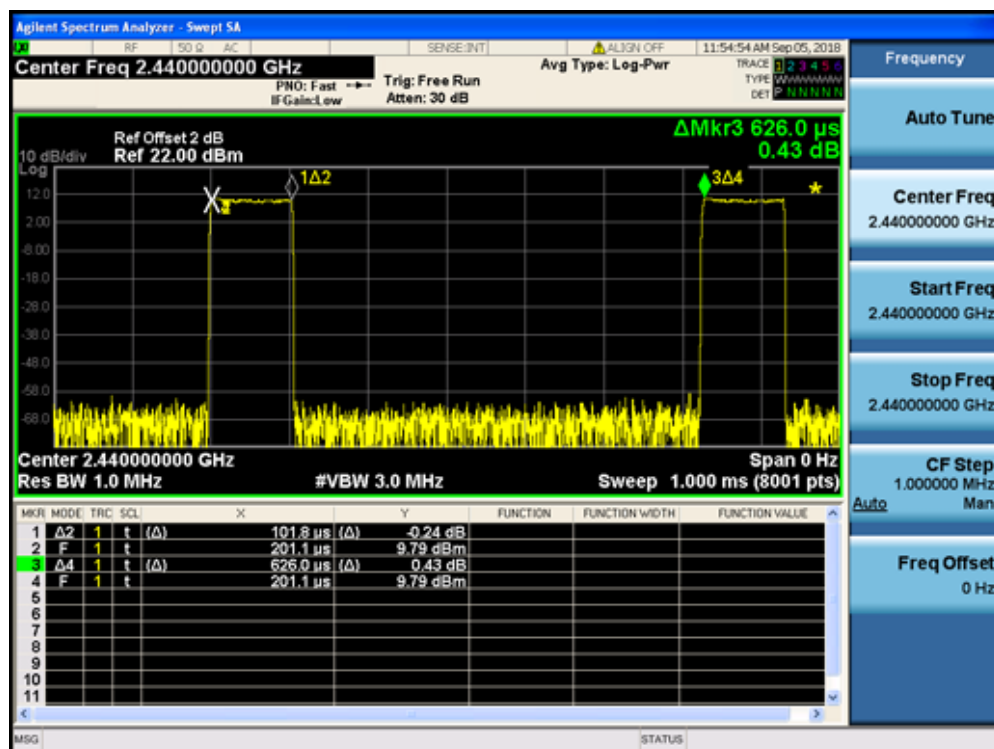 Agilent Spectrum Analyzer - Swept SA
RF 50 Ω AC SENSE:INT ALIGN OFF 11:54:54 AM Sep 05, 2018
Center Freq 2.440000000 GHz
PNO: Fast Trig: Free Run
IFGain:Low Atten: 30 dB
Avg Type: Log-Pwr
TRACE 1 2 3 4 5 6
TYPE WWWWWW
DET P N N N N N
Frequency
Auto Tune
Center Freq
2.440000000 GHz
Start Freq
2.440000000 GHz
Stop Freq
2.440000000 GHz
CF Step
1.000000 MHz
Auto Man
Freq Offset
0 Hz
ΔMkr3 626.0 µs
0.43 dB
Ref Offset 2 dB
10 dB/div Ref 22.00 dBm
Log
12.0
2.00
-8.00
-18.0
-28.0
-38.0
-48.0
-58.0
-68.0
X
1Δ2
3Δ4
Center 2.440000000 GHz Span 0 Hz
Res BW 1.0 MHz #VBW 3.0 MHz Sweep 1.000 ms (8001 pts)
MKR MODE TRC SCL X Y FUNCTION FUNCTION WIDTH FUNCTION VALUE
1 Δ2 1 t (Δ) 101.8 µs (Δ) -0.24 dB
2 F 1 t 201.1 µs 9.79 dBm
3 Δ4 1 t (Δ) 626.0 µs (Δ) 0.43 dB
4 F 1 t 201.1 µs 9.79 dBm
5
6
7
8
9
10
11
MSG STATUS